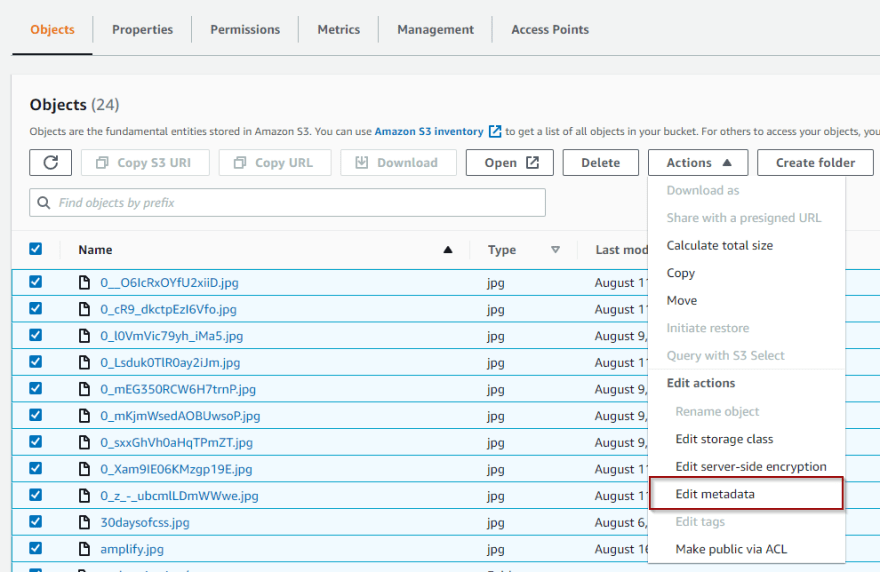 Objects Properties Permissions Metrics Management Access Points
Objects (24)
Objects are the fundamental entities stored in Amazon S3. You can use Amazon S3 inventory to get a list of all objects in your bucket. For others to access your objects, you
Copy S3 URI Copy URL Download Open Delete Actions Create folder
Find objects by prefix
Name Type Last mod
0__O6IcRxOYfU2xiiD.jpg jpg August 11
0_cR9_dkctpEzI6Vfo.jpg jpg August 11
0_l0VmVic79yh_iMa5.jpg jpg August 9,
0_Lsduk0TlR0ay2iJm.jpg jpg August 11
0_mEG350RCW6H7trnP.jpg jpg August 9,
0_mKjmWsedAOBUwsoP.jpg jpg August 9,
0_sxxGhVh0aHqTPmZT.jpg jpg August 9,
0_Xam9IE06KMzgp19E.jpg jpg August 11
0_z_-_ubcmlLDmWWwe.jpg jpg August 11
30daysofcss.jpg jpg August 6,
amplify.jpg jpg August 16
Download as
Share with a presigned URL
Calculate total size
Copy
Move
Initiate restore
Query with S3 Select
Edit actions
Rename object
Edit storage class
Edit server-side encryption
Edit metadata
Edit tags
Make public via ACL